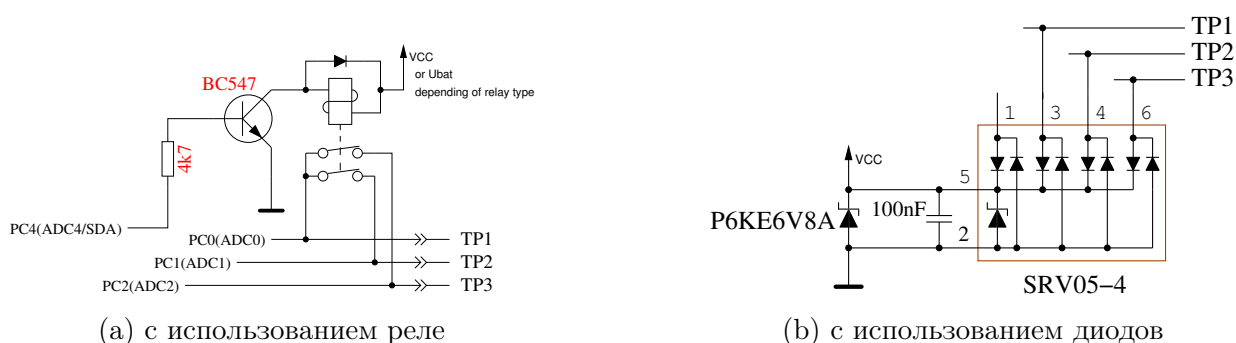 VCC
or Ubat
depending of relay type
BC547
4k7
PC4(ADC4/SDA)
PC0(ADC0)
TP1
PC1(ADC1)
TP2
PC2(ADC2)
TP3
(a) с использованием реле
TP1
TP2
TP3
1
3
4
6
VCC
5
P6KE6V8A
100nF
2
SRV05−4
(b) с использованием диодов